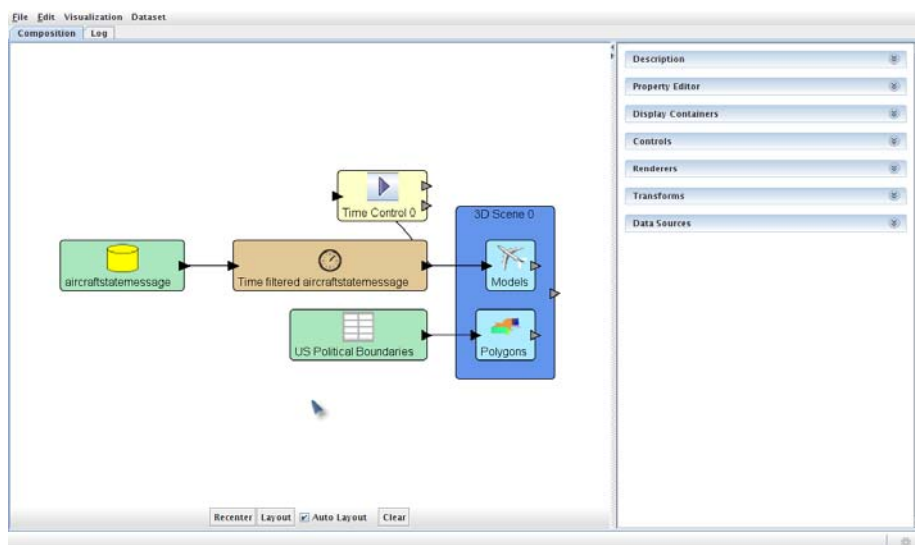 File Edit Visualization Dataset
Composition Log
Description
Property Editor
Display Containers
Controls
Renderers
Transforms
Data Sources
Time Control 0
3D Scene 0
aircraftstatemessage
Time filtered aircraftstatemessage
Models
US Political Boundaries
Polygons
Recenter Layout Auto Layout Clear